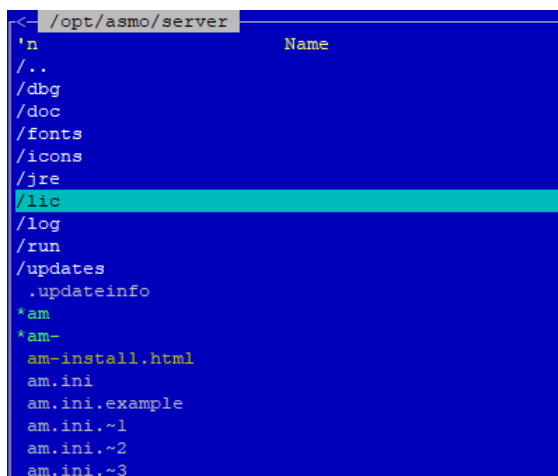 <- /opt/asmo/server
'n Name
/..
/dbg
/doc
/fonts
/icons
/jre
/lic
/log
/run
/updates
.updateinfo
*am
*am-
am-install.html
am.ini
am.ini.example
am.ini.~1
am.ini.~2
am.ini.~3